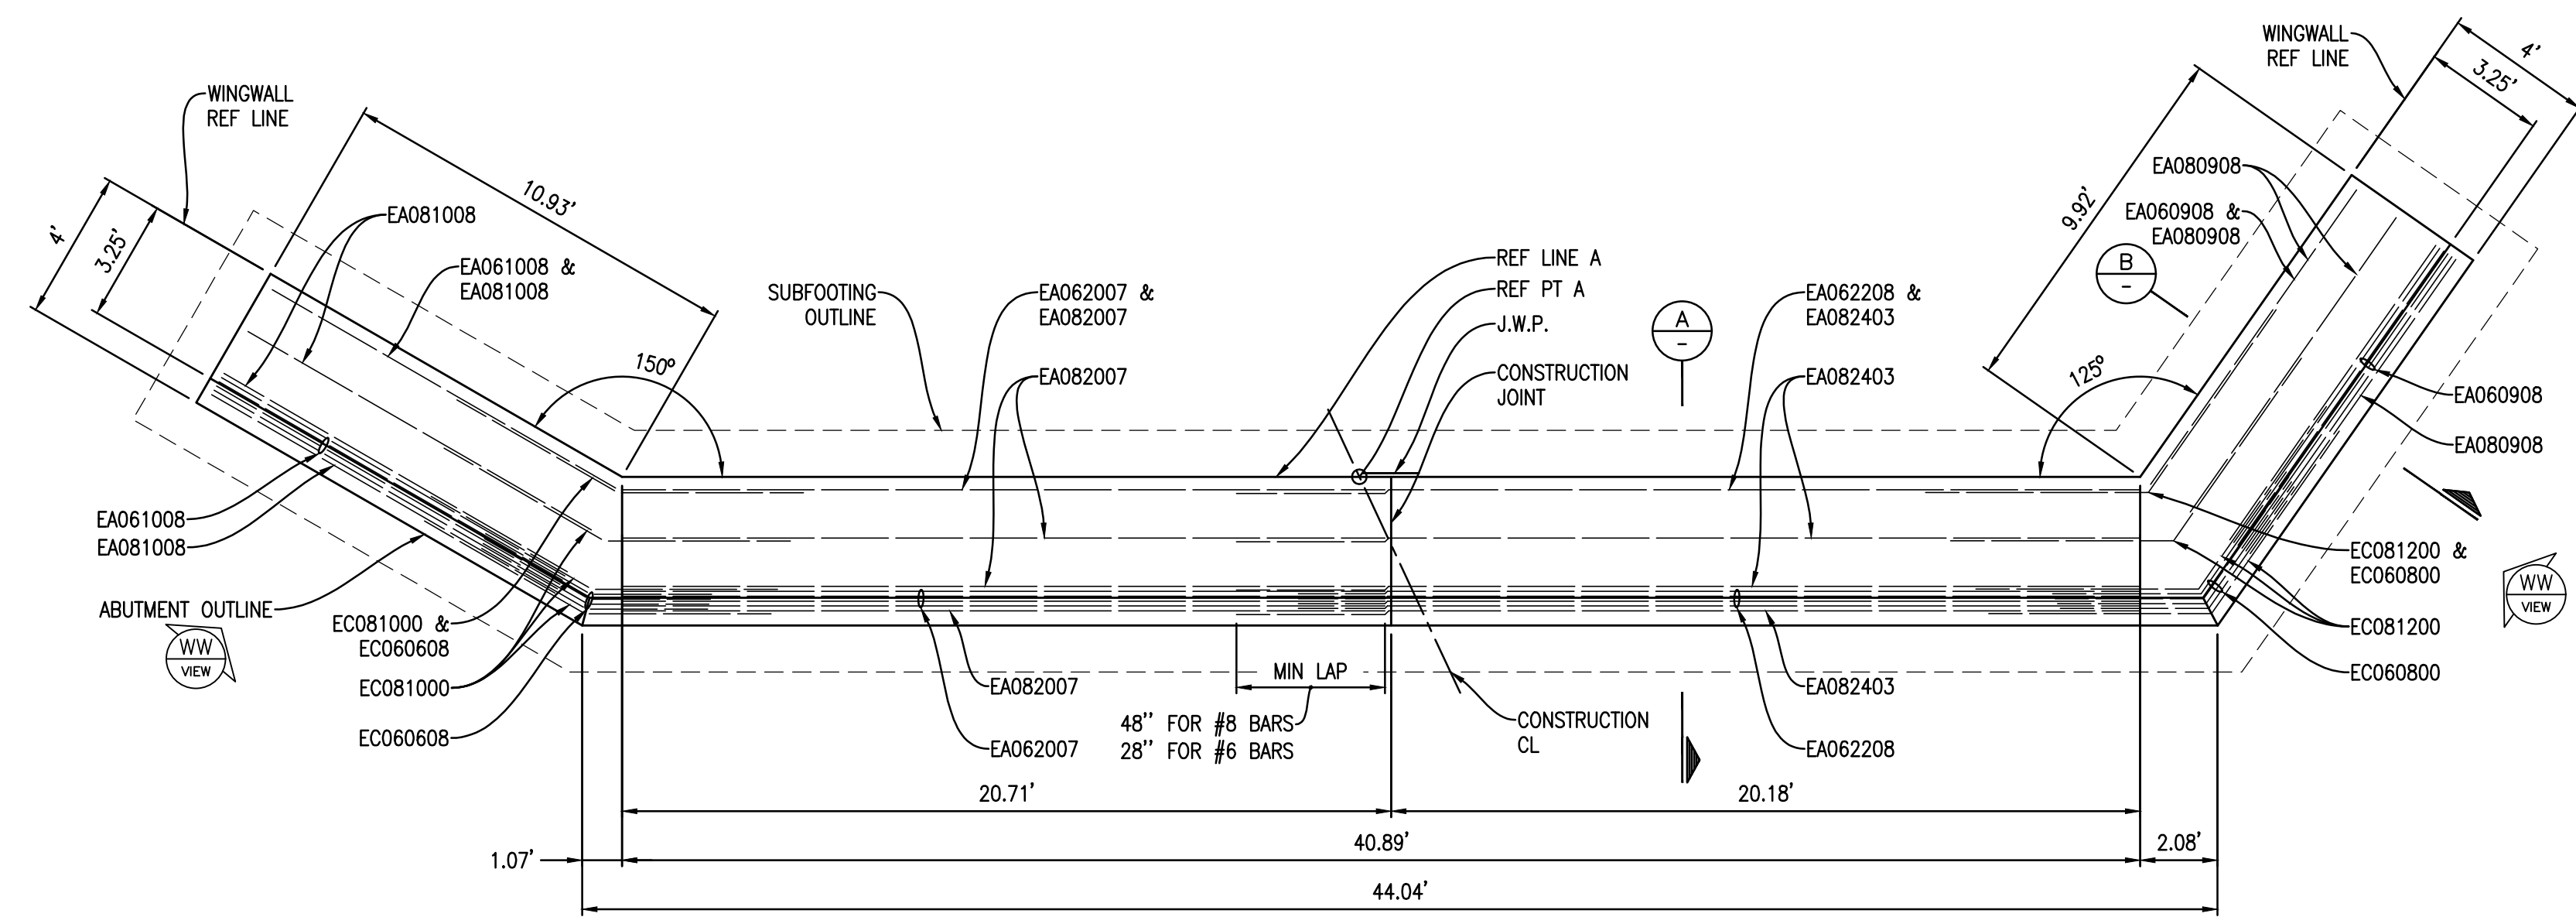 WINGWALL
REF LINE
4'
3.25'
10.93'
EA081008
EA061008 &
EA081008
150º
SUBFOOTING
OUTLINE
EA062007 &
EA082007
EA082007
REF LINE A
REF PT A
J.W.P.
CONSTRUCTION
JOINT
A
-
EA062208 &
EA082403
EA082403
WINGWALL
REF LINE
4'
3.25'
9.92'
EA080908
EA060908 &
EA080908
B
-
125º
EA060908
EA080908
EA061008
EA081008
ABUTMENT OUTLINE
WW
VIEW
EC081000 &
EC060608
EC081000
EC060608
EA082007
EA062007
MIN LAP
48'' FOR #8 BARS
28'' FOR #6 BARS
CONSTRUCTION
CL
EA082403
EA062208
EC081200 &
EC060800
WW
VIEW
EC081200
EC060800
20.71'
20.18'
1.07'
40.89'
2.08'
44.04'